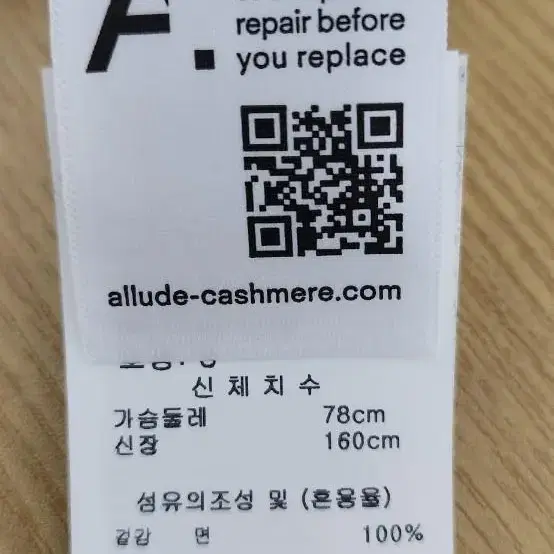 A.
repair before
you replace
allude-cashmere.com
신체치수
가슴둘레 78cm
신장 160cm
섬유의조성 및 (혼용율)
겉감 면 100%